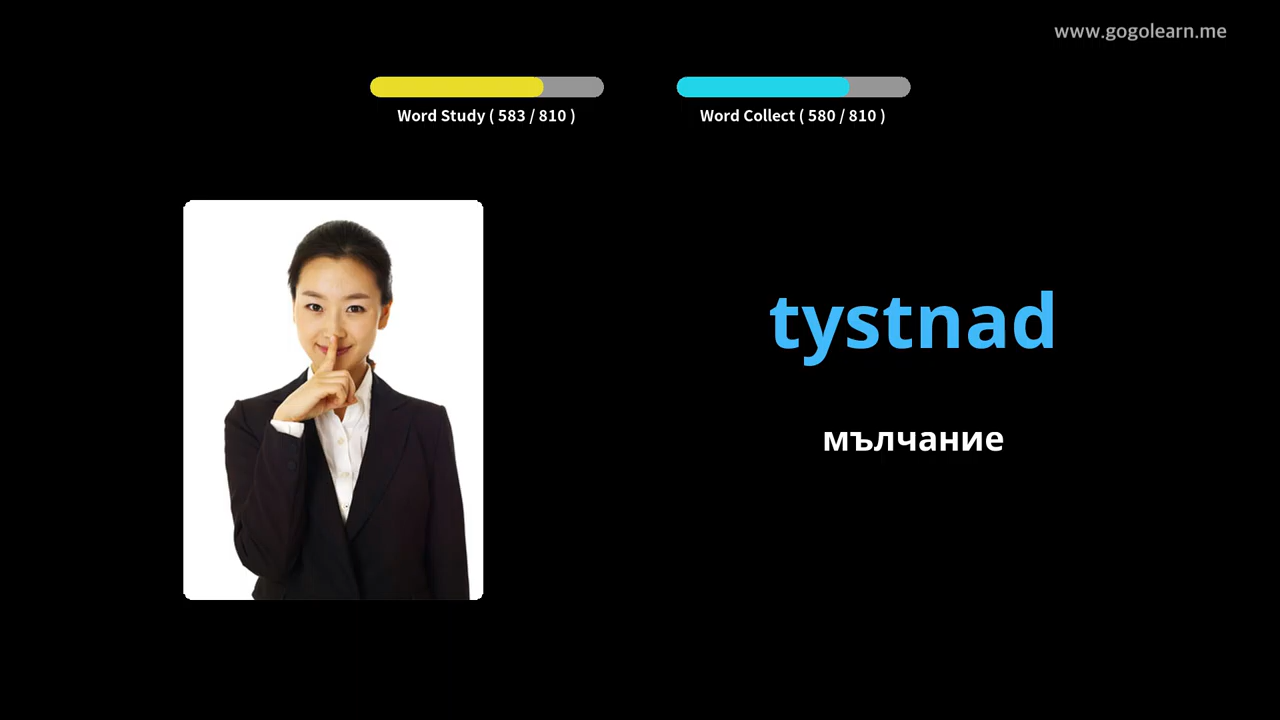 www.gogolearn.me
Word Study ( 583 / 810 )
Word Collect ( 580 / 810 )
tystnad
мълчание